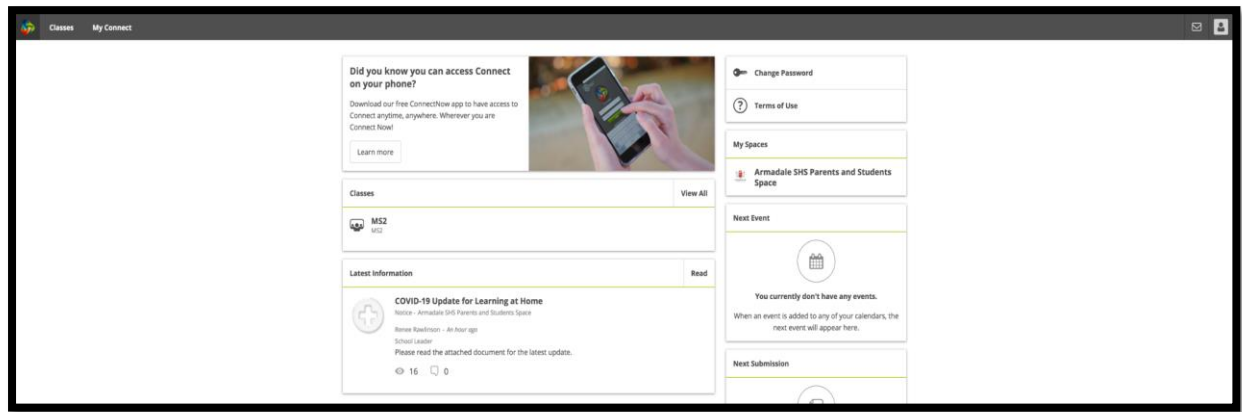 Classes My Connect
Did you know you can access Connect
on your phone?
Download our free ConnectNow app to have access to
Connect anytime, anywhere. Wherever you are
Connect Now!
Learn more
Classes View All
MS2
MS2
Latest Information Read
COVID-19 Update for Learning at Home
Notice - Armadale SHS Parents and Students Space
Renee Rawlinson - An hour ago
School Leader
Please read the attached document for the latest update.
16 0
Change Password
? Terms of Use
My Spaces
Armadale SHS Parents and Students
Space
Next Event
You currently don't have any events.
When an event is added to any of your calendars, the
next event will appear here.
Next Submission